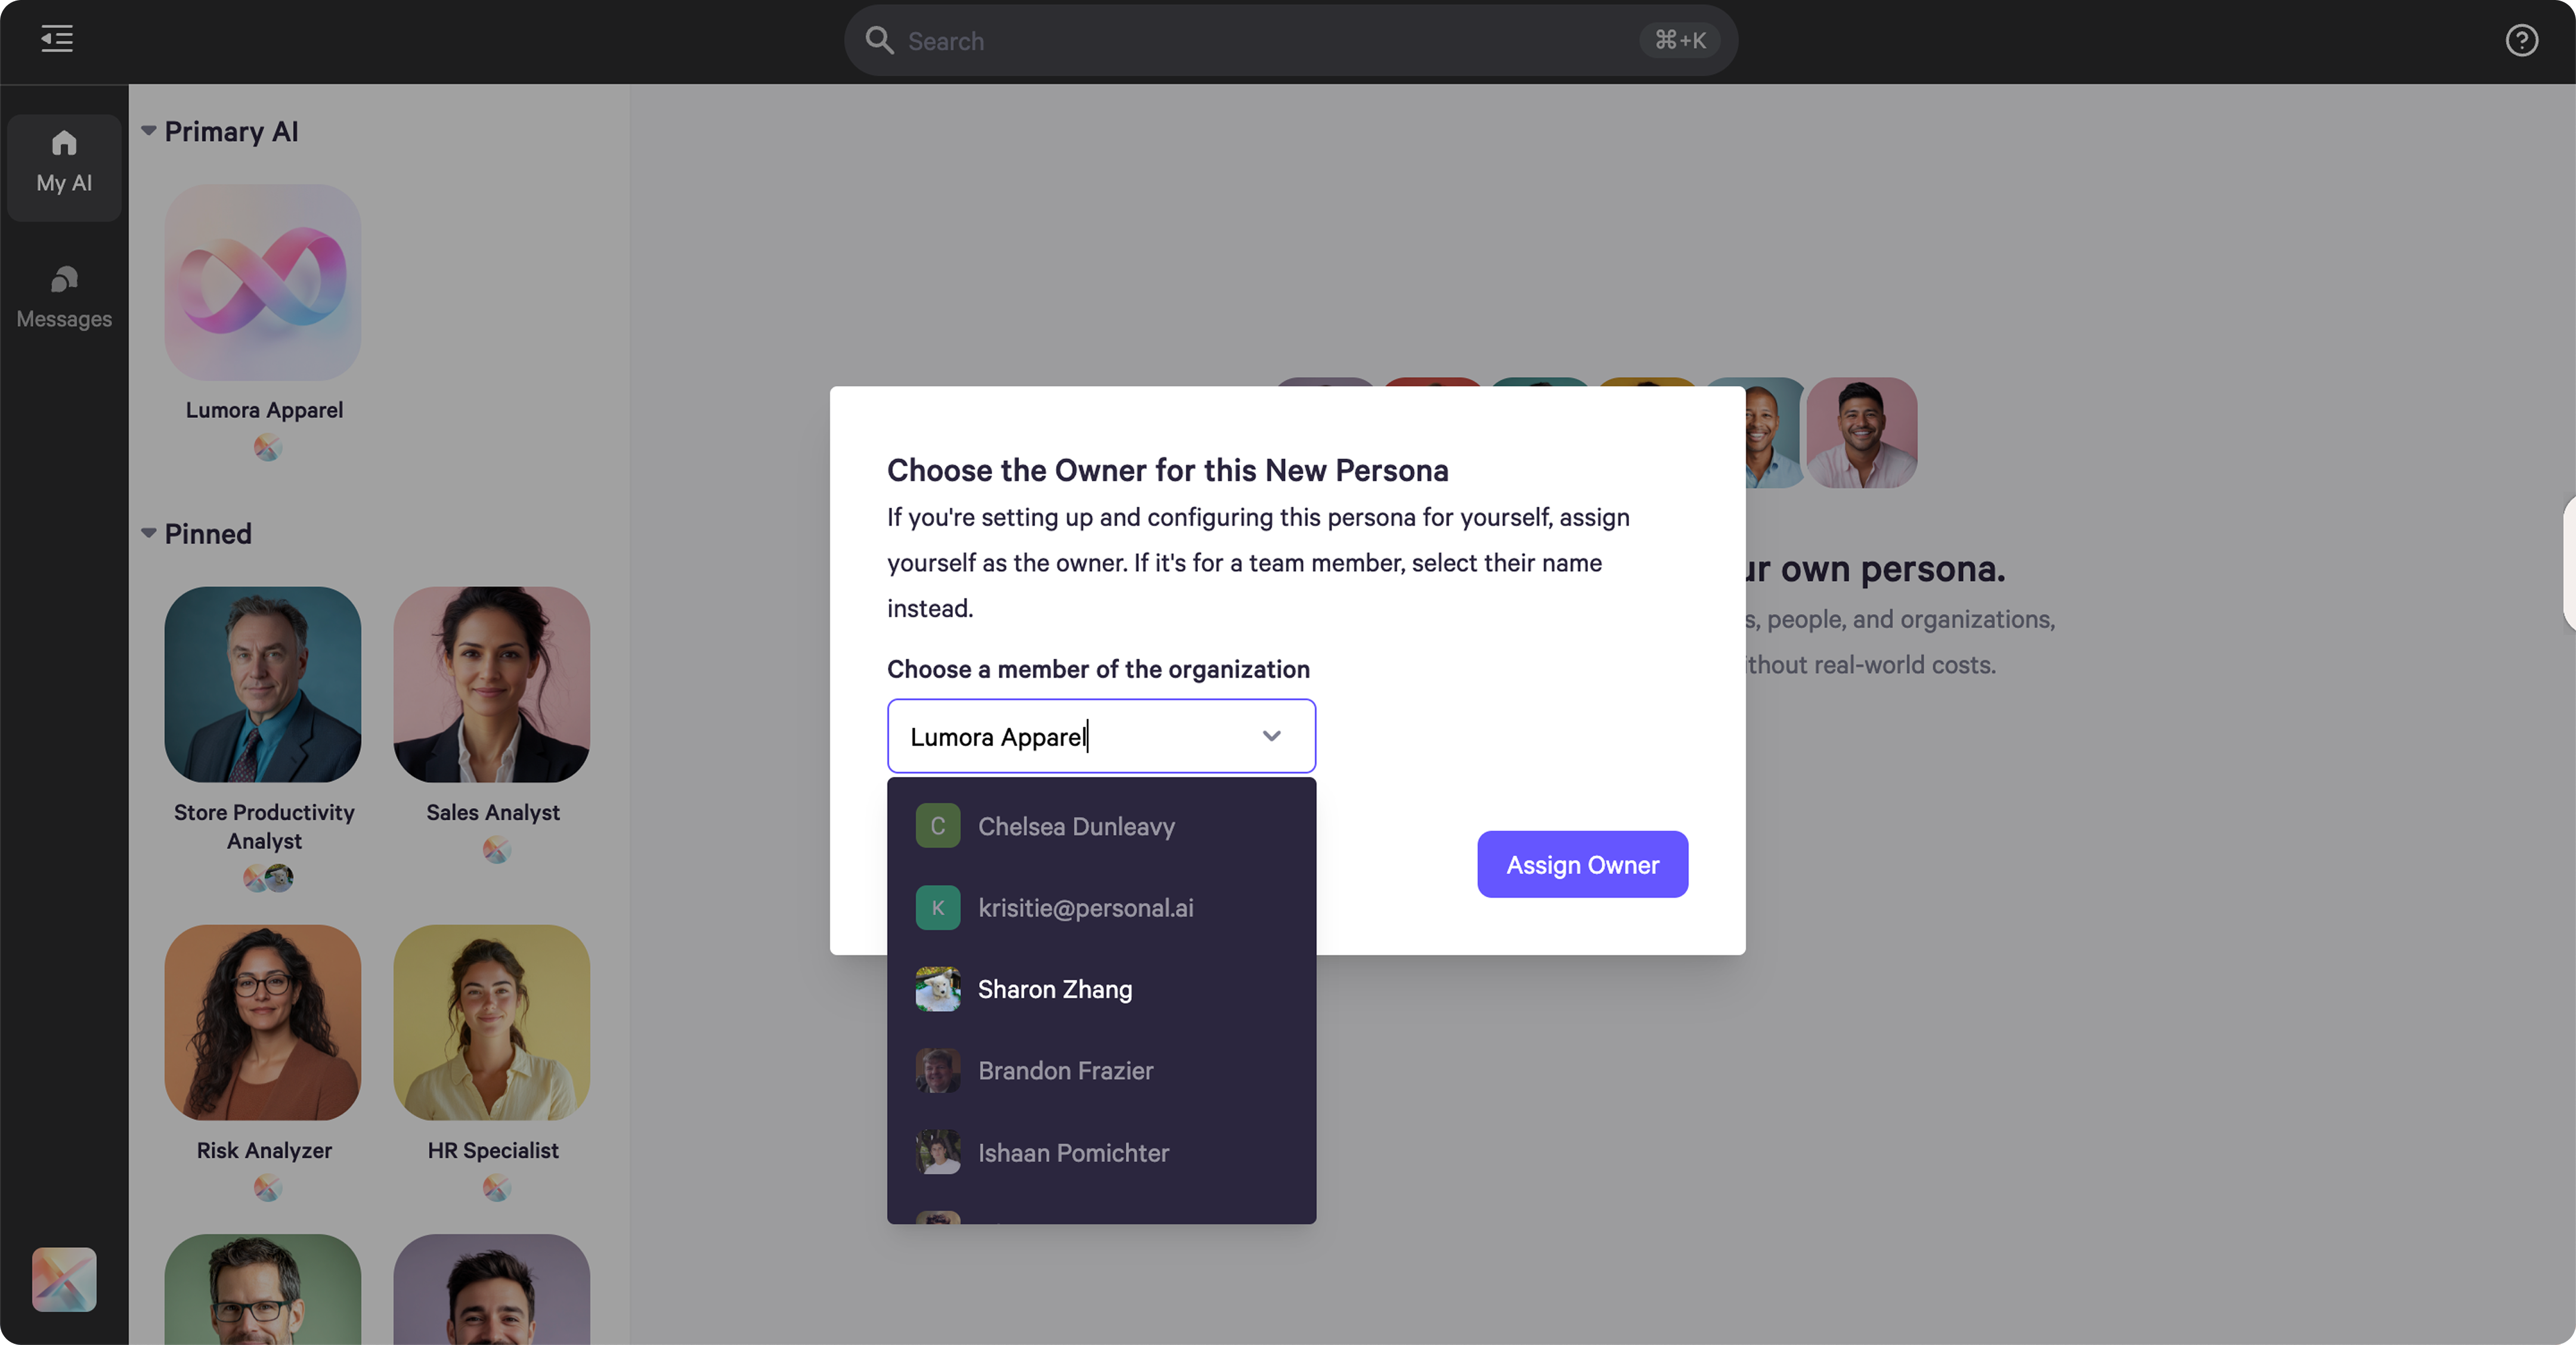 Search
⌘+K
?
My AI
Messages
Primary AI
Lumora Apparel
Pinned
Store Productivity
Analyst
Sales Analyst
Risk Analyzer
HR Specialist
ur own persona.
s, people, and organizations,
ithout real-world costs.
Choose the Owner for this New Persona
If you're setting up and configuring this persona for yourself, assign
yourself as the owner. If it's for a team member, select their name
instead.
Choose a member of the organization
Lumora Apparel
C Chelsea Dunleavy
K krisitie@personal.ai
Sharon Zhang
Brandon Frazier
Ishaan Pomichter
Assign Owner